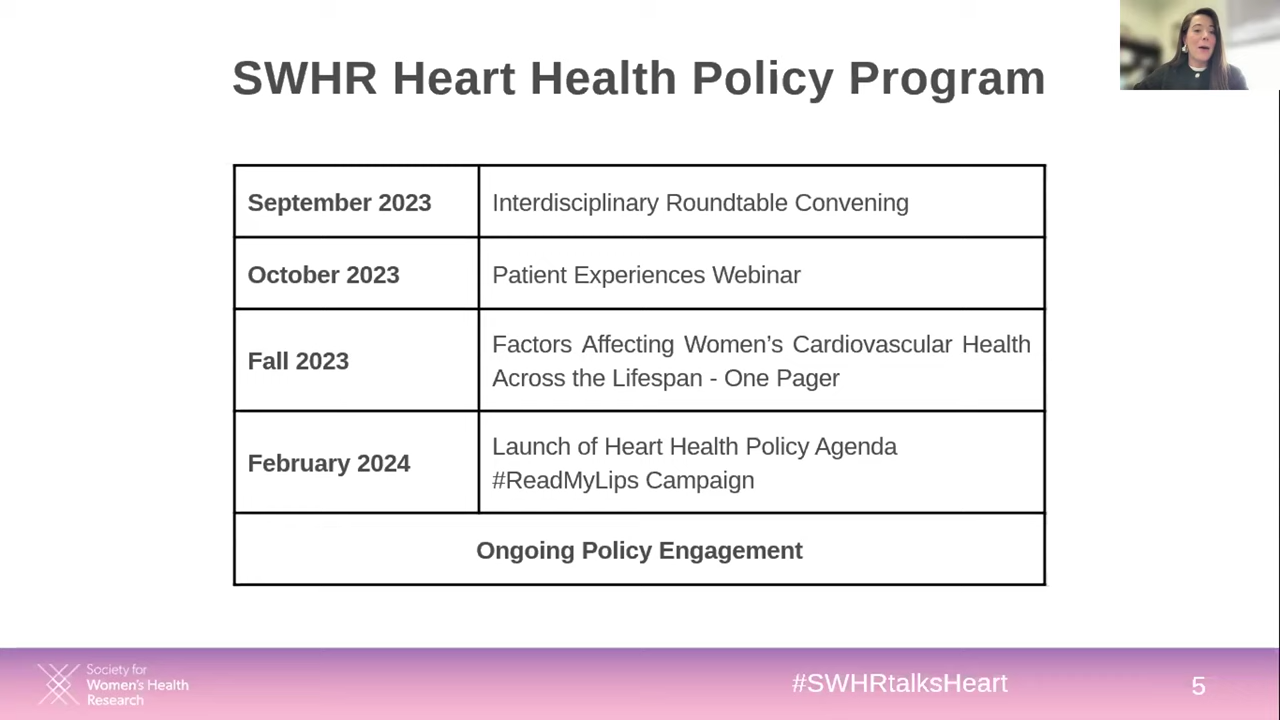 SWHR Heart Health Policy Program
September 2023
Interdisciplinary Roundtable Convening
October 2023
Patient Experiences Webinar
Fall 2023
Factors Affecting Women’s Cardiovascular Health
Across the Lifespan - One Pager
February 2024
Launch of Heart Health Policy Agenda
#ReadMyLips Campaign
Ongoing Policy Engagement
Society for
Women's Health
Research
#SWHRtalksHeart
5